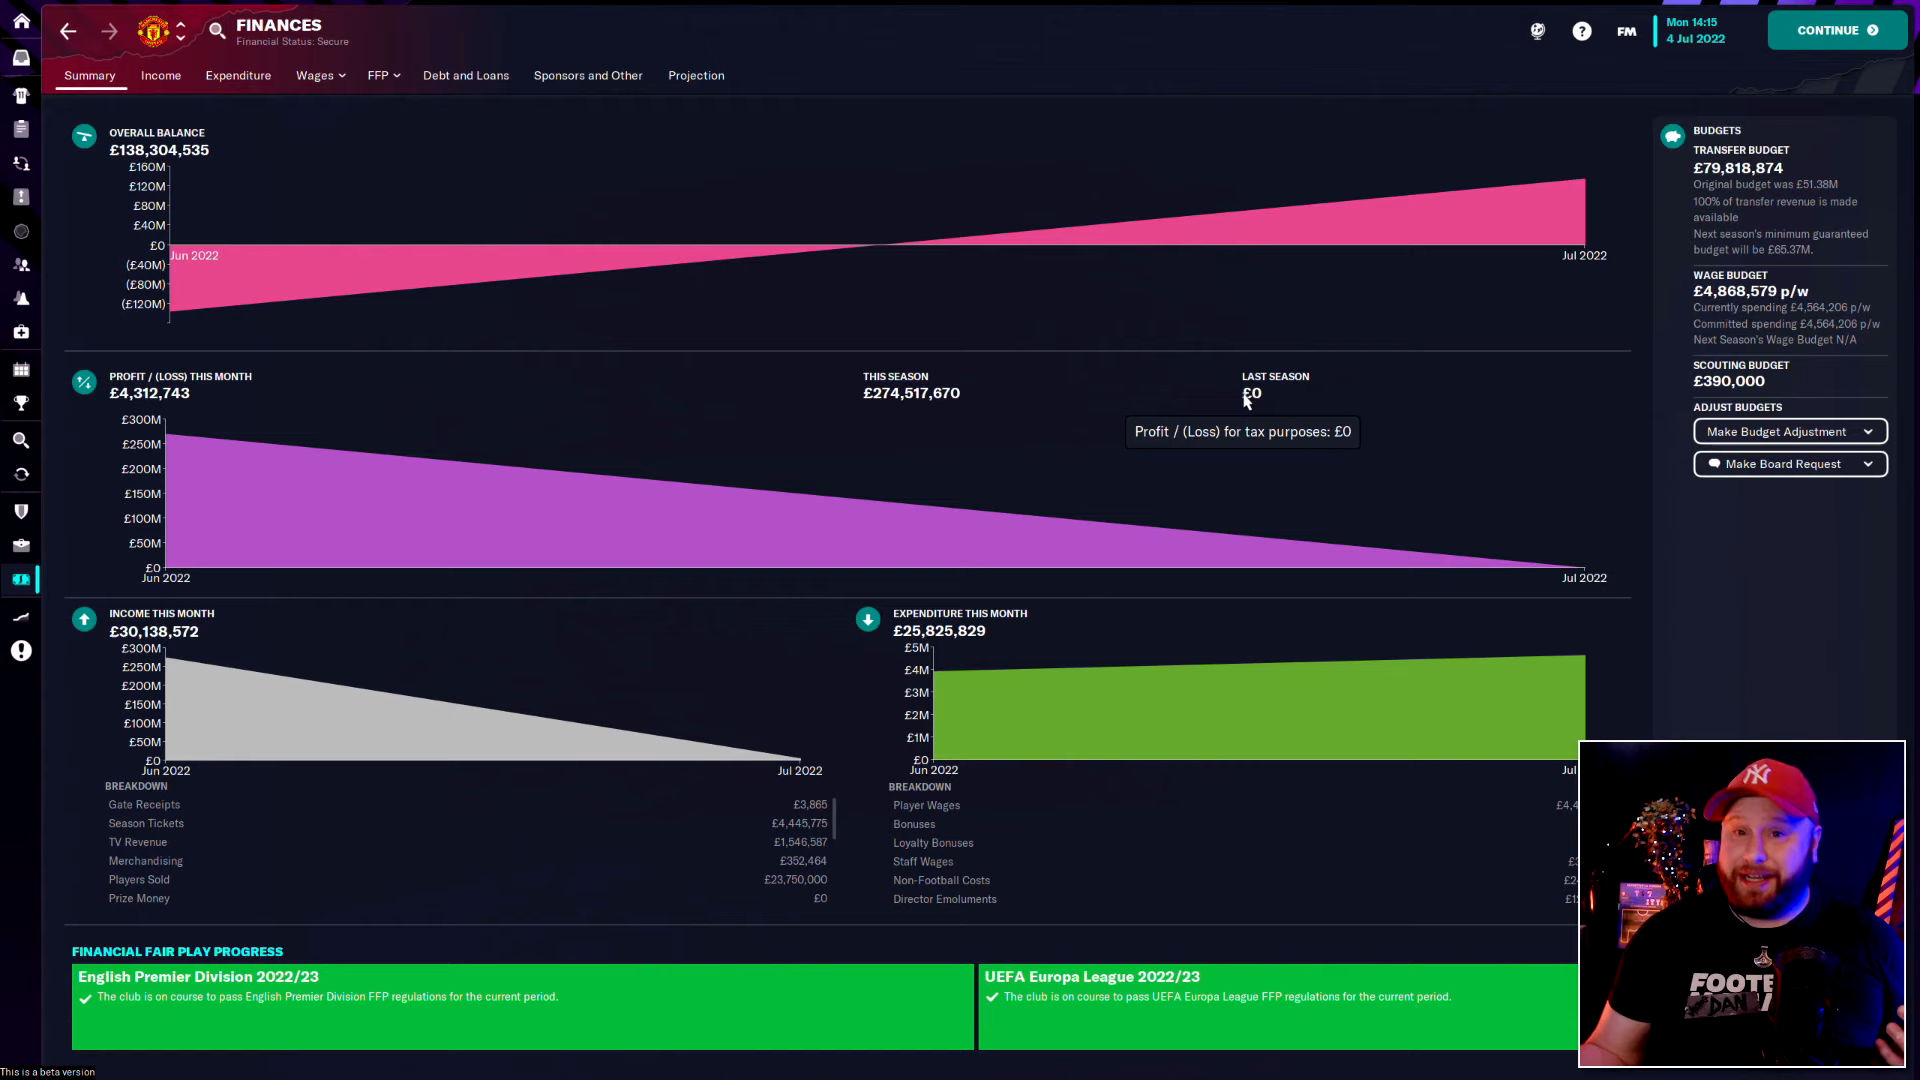 FINANCES
Financial Status: Secure
FM
Mon 14:15
4 Jul 2022
CONTINUE
Summary
Income
Expenditure
Wages
FFP
Debt and Loans
Sponsors and Other
Projection
OVERALL BALANCE
£138,304,535
£160M
£120M
£80M
£40M
£0
(£40M)
(£80M)
(£120M)
Jun 2022
Jul 2022
PROFIT / (LOSS) THIS MONTH
£4,312,743
THIS SEASON
£274,517,670
LAST SEASON
£0
Profit / (Loss) for tax purposes: £0
£300M
£250M
£200M
£150M
£100M
£50M
£0
Jun 2022
Jul 2022
INCOME THIS MONTH
£30,138,572
£300M
£250M
£200M
£150M
£100M
£50M
£0
Jun 2022
Jul 2022
BREAKDOWN
Gate Receipts £3,865
Season Tickets £4,445,775
TV Revenue £1,546,587
Merchandising £352,464
Players Sold £23,750,000
Prize Money £0
EXPENDITURE THIS MONTH
£25,825,829
£5M
£4M
£3M
£2M
£1M
£0
Jun 2022
Jul
BREAKDOWN
Player Wages £4,4
Bonuses
Loyalty Bonuses
Staff Wages
Non-Football Costs
Director Emoluments
FINANCIAL FAIR PLAY PROGRESS
English Premier Division 2022/23
The club is on course to pass English Premier Division FFP regulations for the current period.
UEFA Europa League 2022/23
The club is on course to pass UEFA Europa League FFP regulations for the current period.
BUDGETS
TRANSFER BUDGET
£79,818,874
Original budget was £51.38M
100% of transfer revenue is made
available
Next season's minimum guaranteed
budget will be £65.37M.
WAGE BUDGET
£4,868,579 p/w
Currently spending £4,564,206 p/w
Committed spending £4,564,206 p/w
Next Season's Wage Budget N/A
SCOUTING BUDGET
£390,000
ADJUST BUDGETS
Make Budget Adjustment
Make Board Request
NY
FOOTE
DAN
This is a beta version